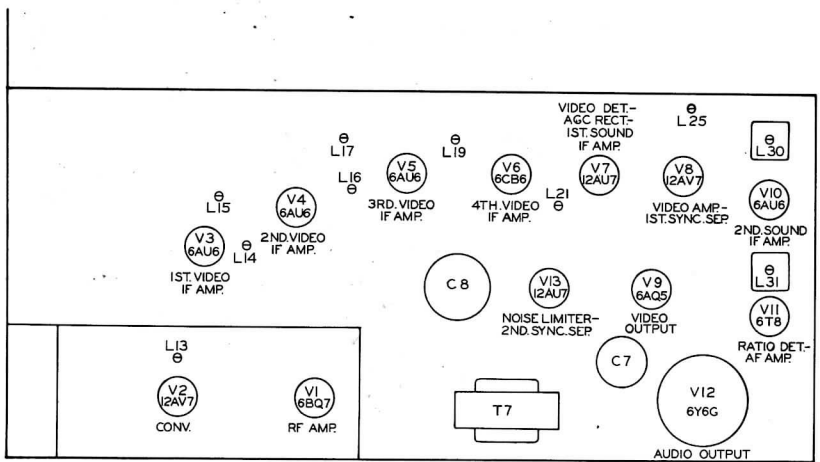 VIDEO DET.-
AGC RECT.-
1ST. SOUND
IF AMP.
L25
L17
L19
L30
V5
6AU6
3RD. VIDEO
IF AMP.
V6
6CB6
4TH. VIDEO
IF AMP.
V7
12AU7
V8
12AV7
VIDEO AMP.-
1ST. SYNC. SEP.
L16
L21
L15
V4
6AU6
2ND. VIDEO
IF AMP.
V10
6AU6
2ND. SOUND
IF AMP.
V3
6AU6
1ST. VIDEO
IF AMP.
L14
L31
C8
V13
12AU7
NOISE LIMITER-
2ND. SYNC. SEP.
V9
6AQ5
VIDEO
OUTPUT
V11
6T8
RATIO DET.-
AF AMP.
L13
C7
V2
12AV7
CONV.
V1
6BQ7
RF AMP.
T7
V12
6Y6G
AUDIO OUTPUT